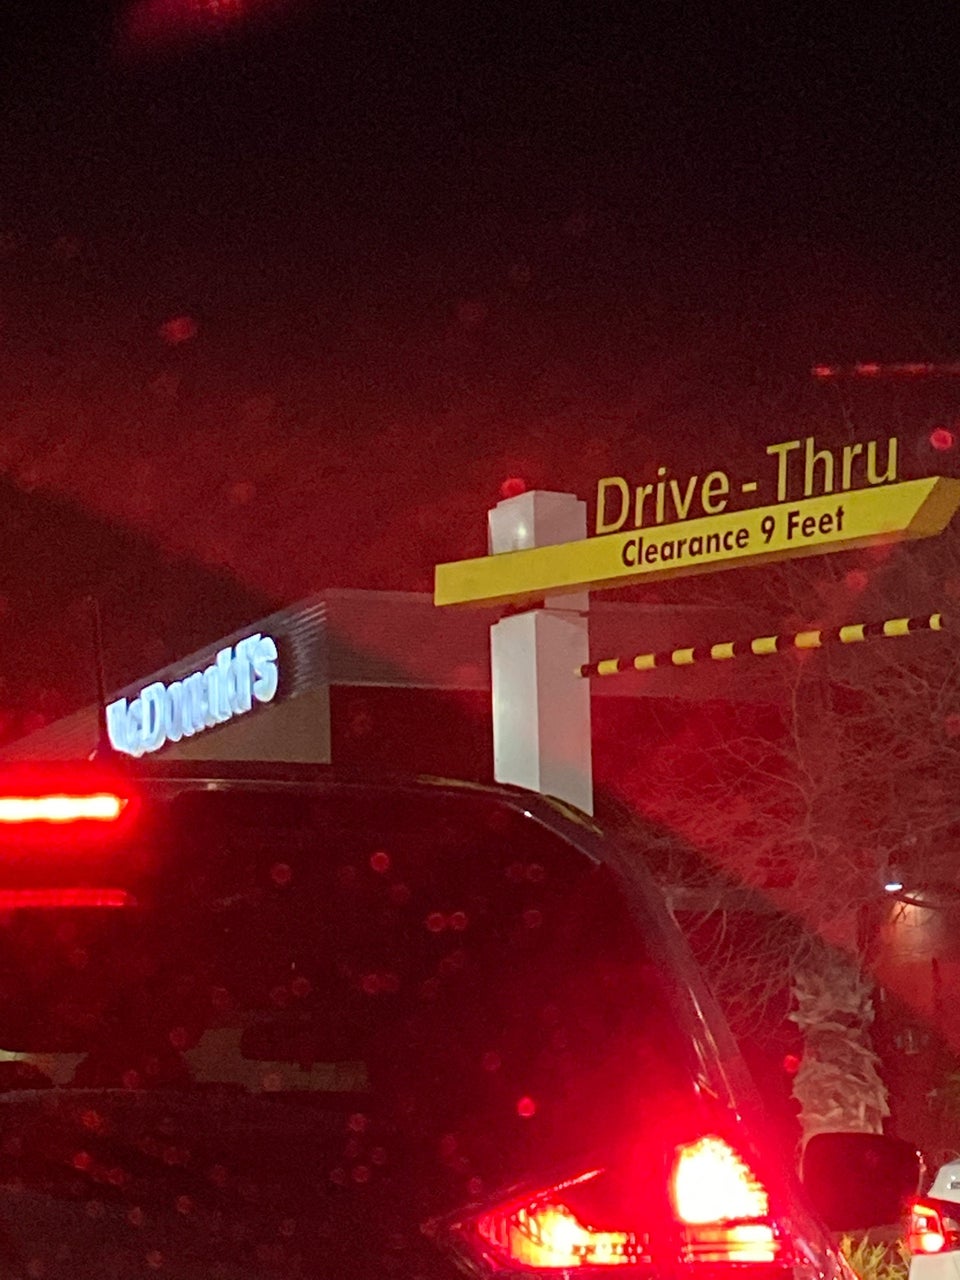 Drive-Thru
Clearance 9 Feet
McDonald's